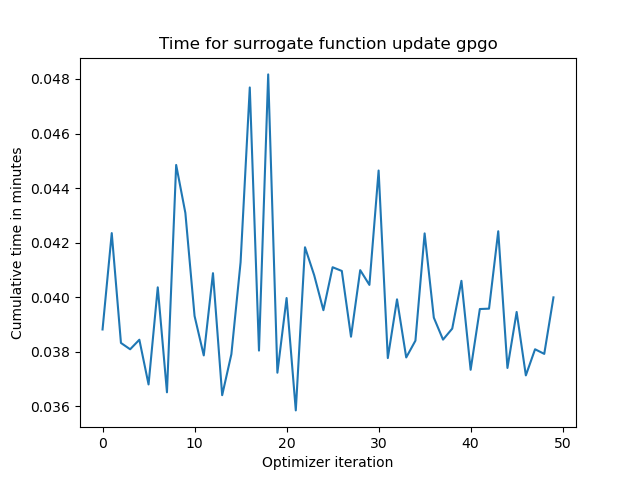 Time for surrogate function update gpgo
Cumulative time in minutes
0.048
0.046
0.044
0.042
0.040
0.038
0.036
0 10 20 30 40 50
Optimizer iteration